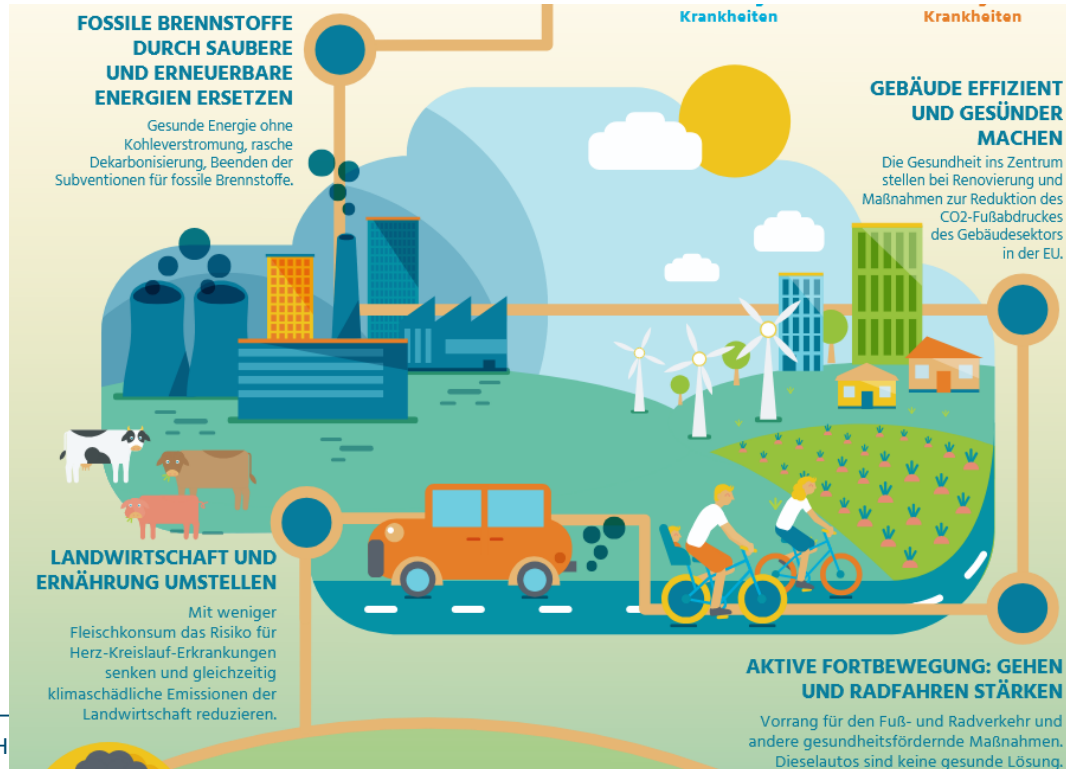 Krankheiten
Krankheiten
FOSSILE BRENNSTOFFE
DURCH SAUBERE
UND ERNEUERBARE
ENERGIEN ERSETZEN
Gesunde Energie ohne
Kohleverstromung, rasche
Dekarbonisierung, Beenden der
Subventionen für fossile Brennstoffe.
GEBÄUDE EFFIZIENT
UND GESÜNDER
MACHEN
Die Gesundheit ins Zentrum
stellen bei Renovierung und
Maßnahmen zur Reduktion des
CO2-Fußabdruckes
des Gebäudesektors
in der EU.
LANDWIRTSCHAFT UND
ERNÄHRUNG UMSTELLEN
Mit weniger
Fleischkonsum das Risiko für
Herz-Kreislauf-Erkrankungen
senken und gleichzeitig
klimaschädliche Emissionen der
Landwirtschaft reduzieren.
H
AKTIVE FORTBEWEGUNG: GEHEN
UND RADFAHREN STÄRKEN
Vorrang für den Fuß- und Radverkehr und
andere gesundheitsfördernde Maßnahmen.
Dieselautos sind keine gesunde Lösung.